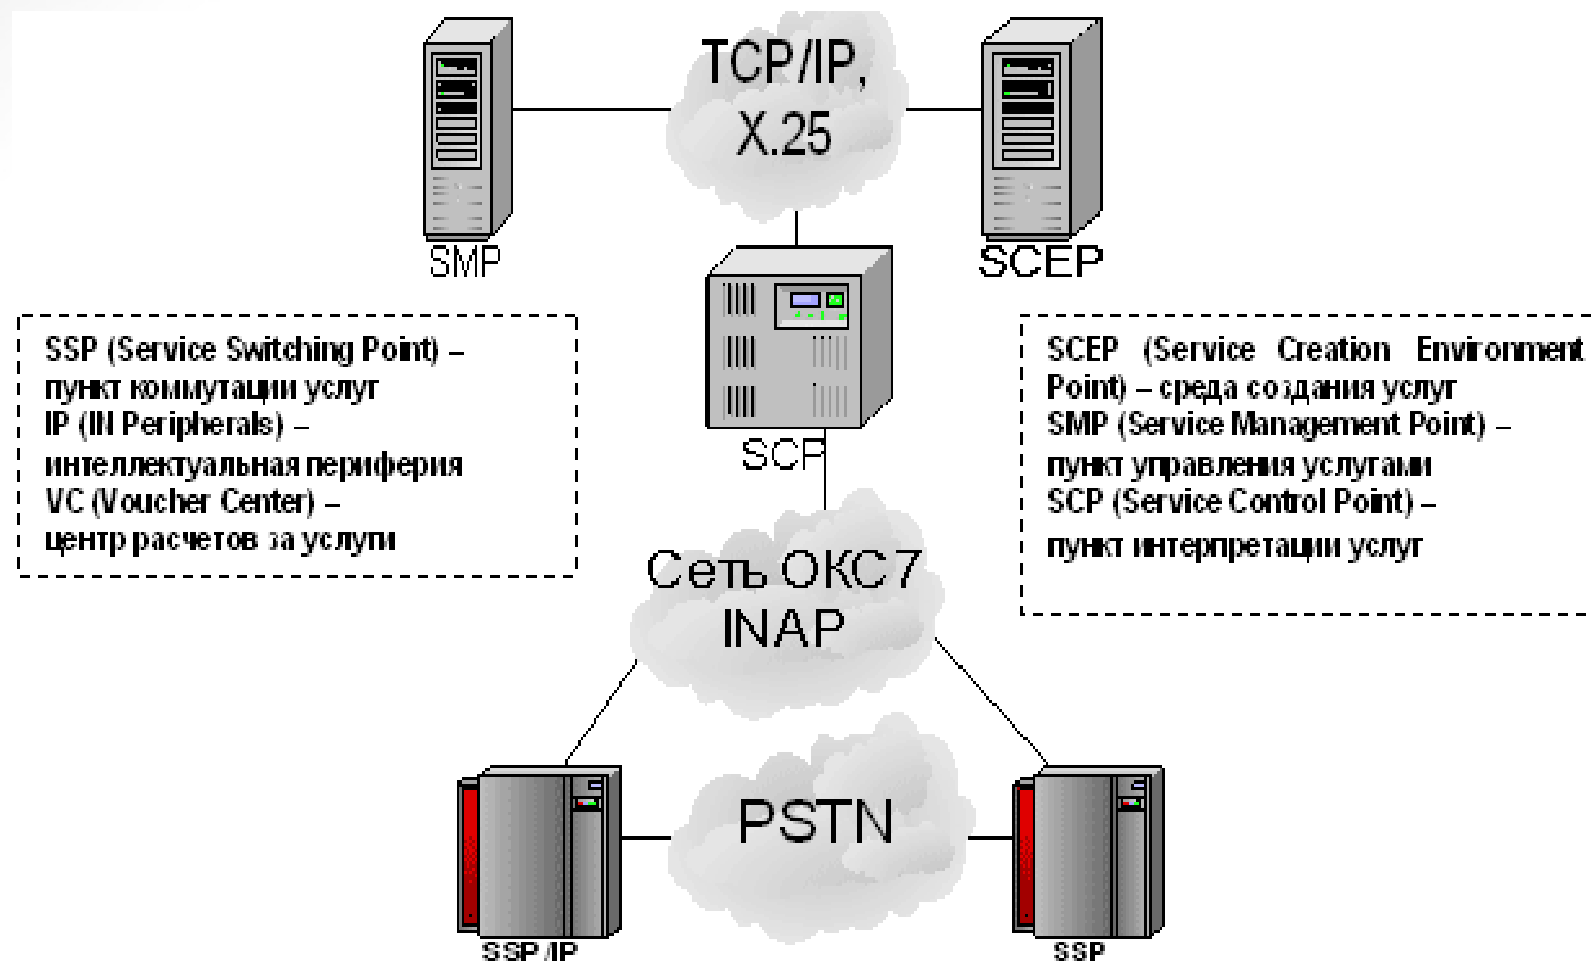 TCP/IP,
X.25
SMP
SCEP
SSP (Service Switching Point) –
пункт коммутации услуг
IP (IN Peripherals) –
интеллектуальная периферия
VC (Voucher Center) –
центр расчетов за услуги
SCEP (Service Creation Environment
Point) – среда создания услуг
SMP (Service Management Point) –
пункт управления услугами
SCP (Service Control Point) –
пункт интерпретации услуг
SCP
Сеть ОКС7
INAP
PSTN
SSP/IP
SSP